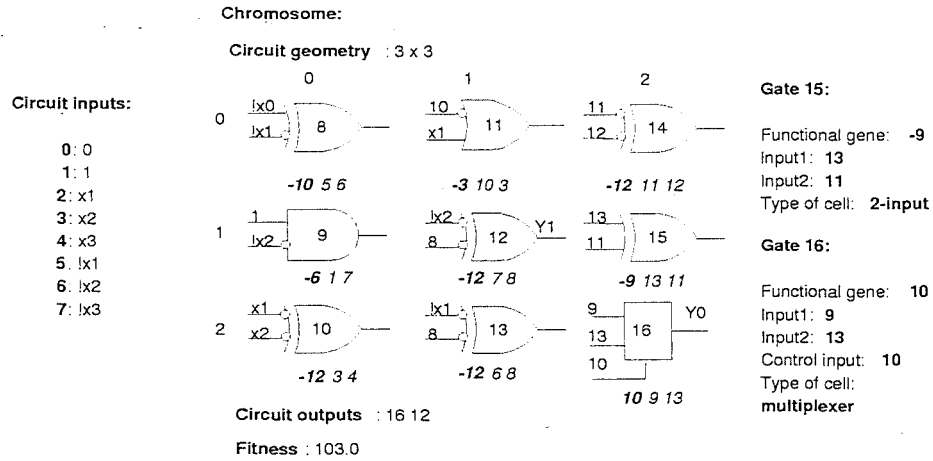 Chromosome:
Circuit geometry : 3 x 3
0 1 2
Circuit inputs:
0: 0
1: 1
2: x1
3: x2
4: x3
5. !x1
6. !x2
7: !x3
0
!x0
!x1
8
-10 5 6
10
x1
11
-3 10 3
11
12
14
-12 11 12
1
1
!x2
9
-6 1 7
!x2
8
12
Y1
-12 7 8
13
11
15
-9 13 11
2
x1
x2
10
-12 3 4
!x1
8
13
-12 6 8
9
13
10
16
Y0
10 9 13
Circuit outputs : 16 12
Fitness : 103.0
Gate 15:
Functional gene: -9
Input1: 13
Input2: 11
Type of cell: 2-input
Gate 16:
Functional gene: 10
Input1: 9
Input2: 13
Control input: 10
Type of cell:
multiplexer